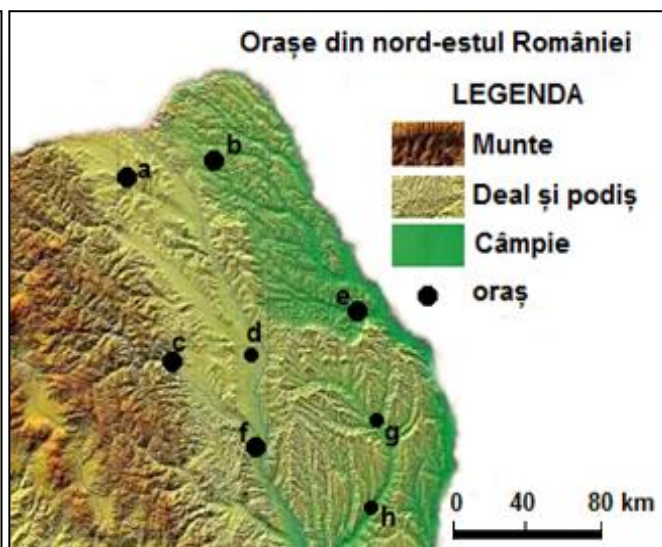 Orașe din nord-estul României
LEGENDA
Munte
Deal și podiș
Câmpie
oraș
a
b
c
d
e
f
g
h
0 40 80 km